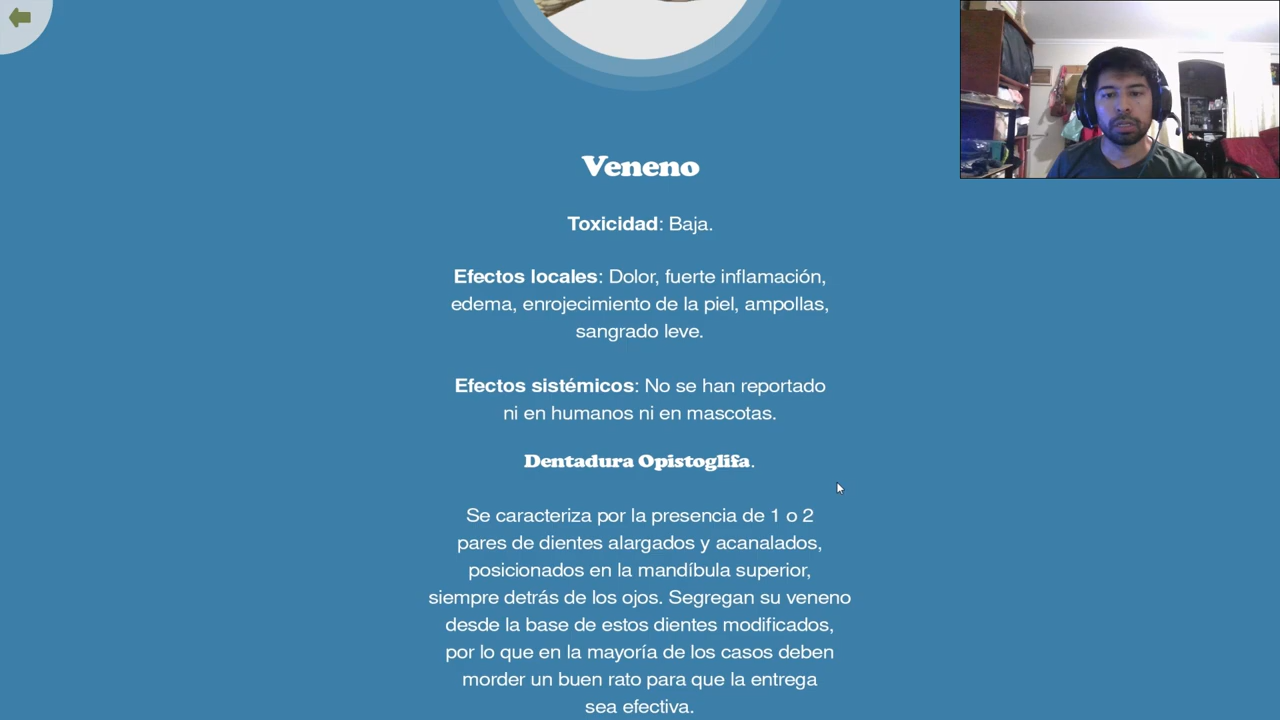 Veneno
Toxicidad: Baja.
Efectos locales: Dolor, fuerte inflamación,
edema, enrojecimiento de la piel, ampollas,
sangrado leve.
Efectos sistémicos: No se han reportado
ni en humanos ni en mascotas.
Dentadura Opistoglifa.
Se caracteriza por la presencia de 1 o 2
pares de dientes alargados y acanalados,
posicionados en la mandíbula superior,
siempre detrás de los ojos. Segregan su veneno
desde la base de estos dientes modificados,
por lo que en la mayoría de los casos deben
morder un buen rato para que la entrega
sea efectiva.